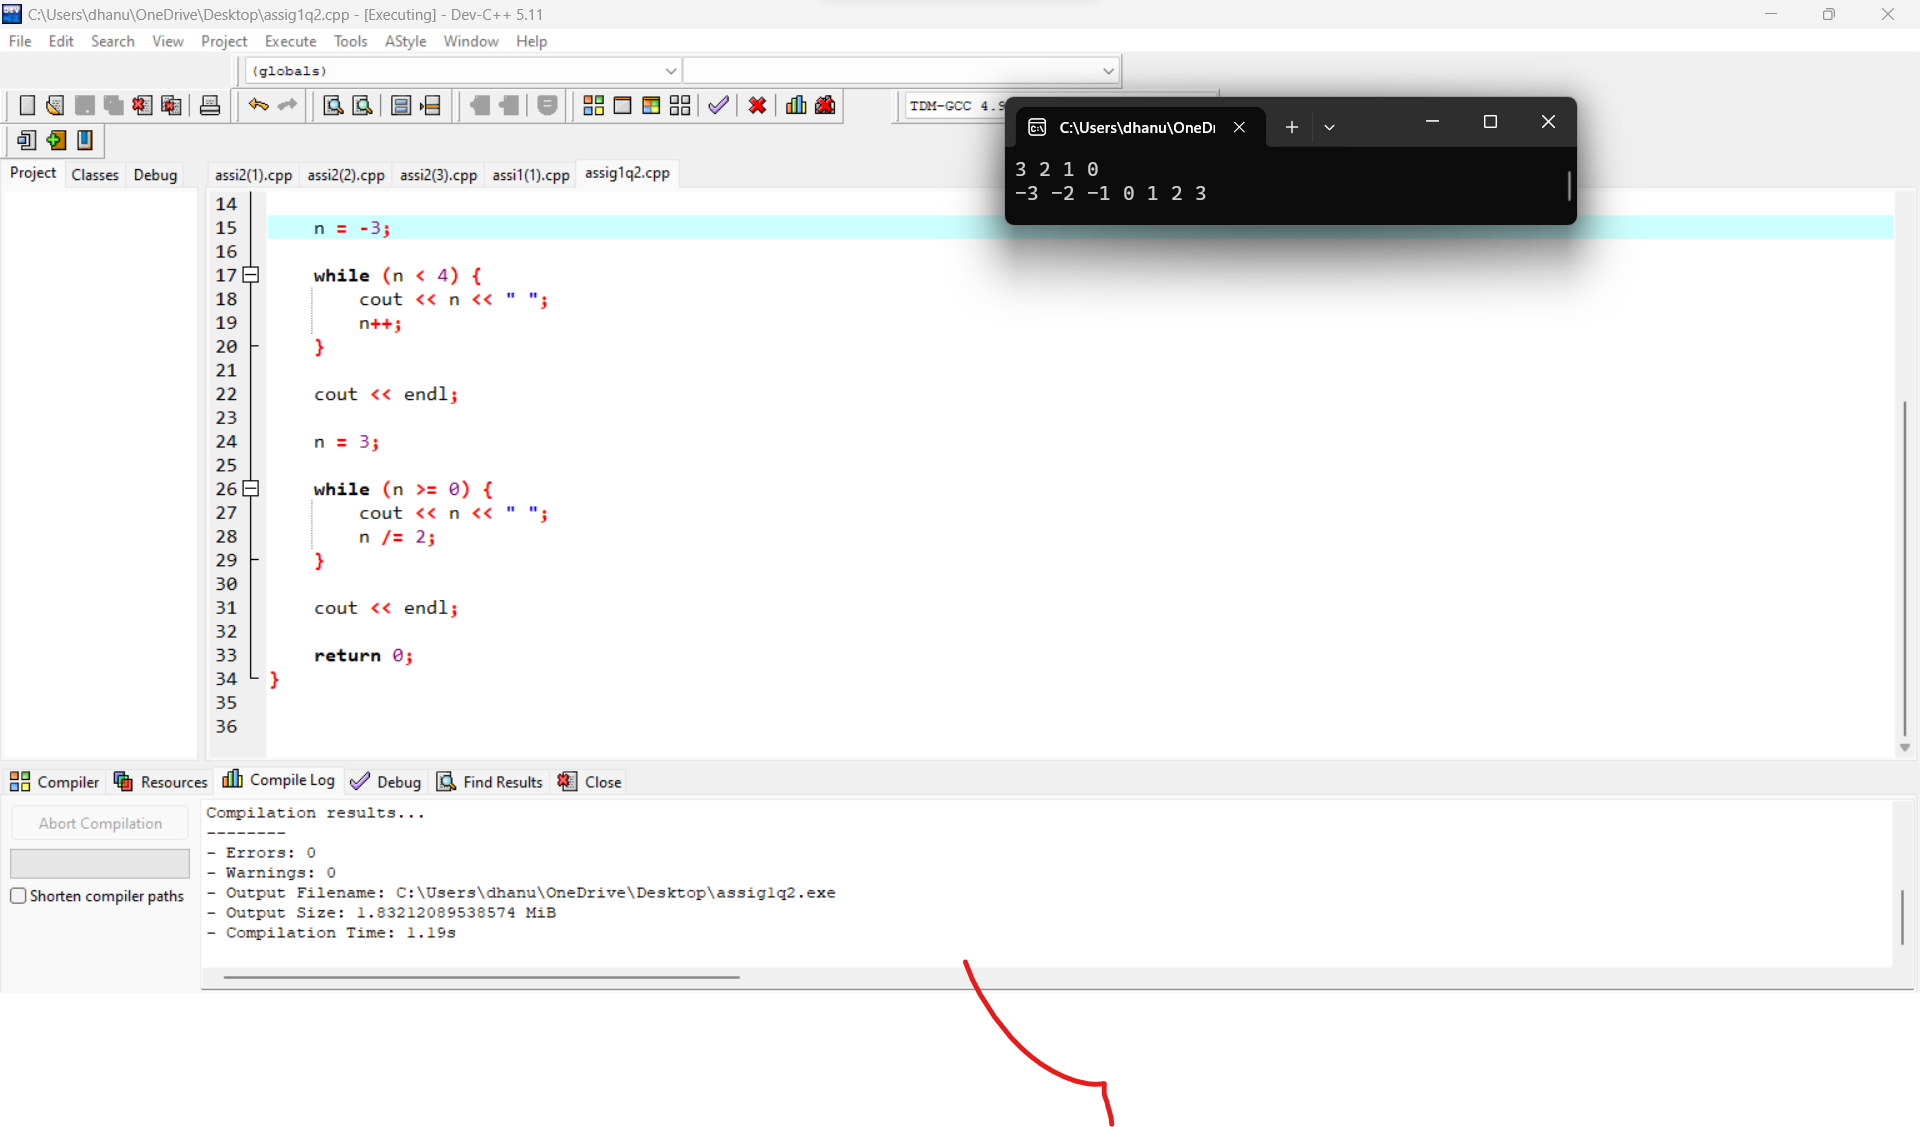 C:\Users\dhanu\OneDrive\Desktop\assig1q2.cpp - [Executing] - Dev-C++ 5.11
File Edit Search View Project Execute Tools AStyle Window Help
(globals)
TDM-GCC 4.9
C:\Users\dhanu\OneDi
3 2 1 0
-3 -2 -1 0 1 2 3
Project Classes Debug
assi2(1).cpp assi2(2).cpp assi2(3).cpp assi1(1).cpp assig1q2.cpp
14
15 n = -3;
16
17 while (n < 4) {
18 cout << n << " ";
19 n++;
20 }
21
22 cout << endl;
23
24 n = 3;
25
26 while (n >= 0) {
27 cout << n << " ";
28 n /= 2;
29 }
30
31 cout << endl;
32
33 return 0;
34 }
35
36
Compiler Resources Compile Log Debug Find Results Close
Abort Compilation
Shorten compiler paths
Compilation results...
--------
- Errors: 0
- Warnings: 0
- Output Filename: C:\Users\dhanu\OneDrive\Desktop\assig1q2.exe
- Output Size: 1.83212089538574 MiB
- Compilation Time: 1.19s